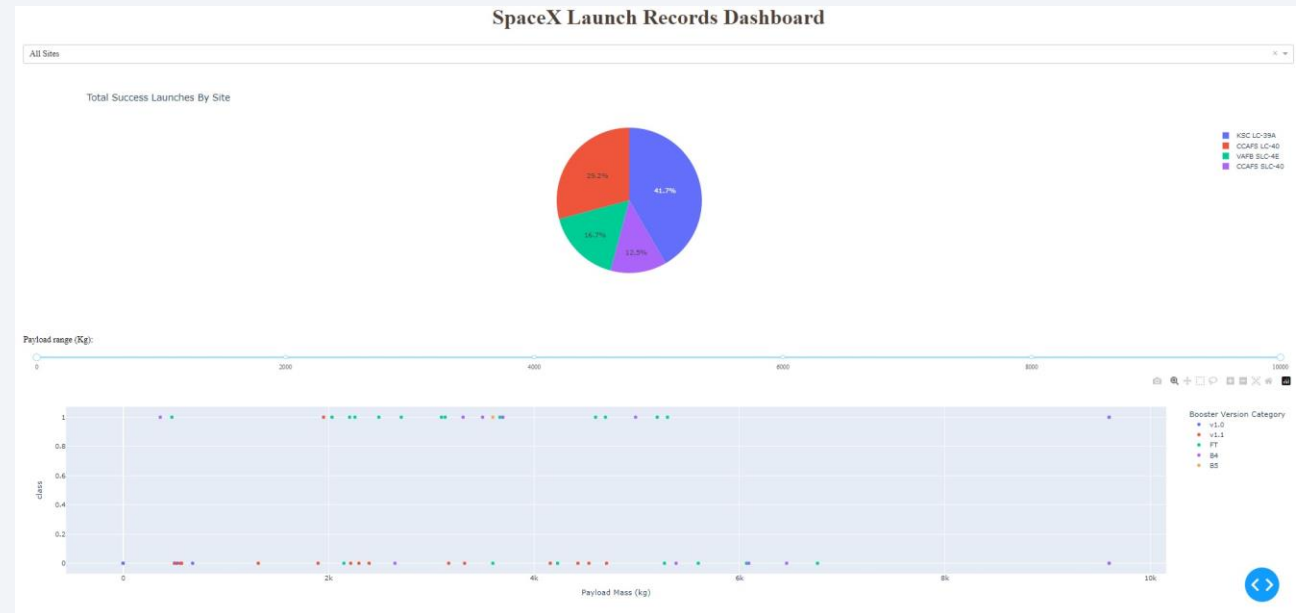 SpaceX Launch Records Dashboard
All Sites
Total Success Launches By Site
KSC LC-39A
CCAFS LC-40
VAFB SLC-4E
CCAFS SLC-40
29.2%
41.7%
16.7%
12.5%
Payload range (Kg):
0 2000 4000 6000 8000 10000
Booster Version Category
v1.0
v1.1
FT
B4
B5
1
0.8
0.6
0.4
0.2
0
class
0 2k 4k 6k 8k 10k
Payload Mass (kg)